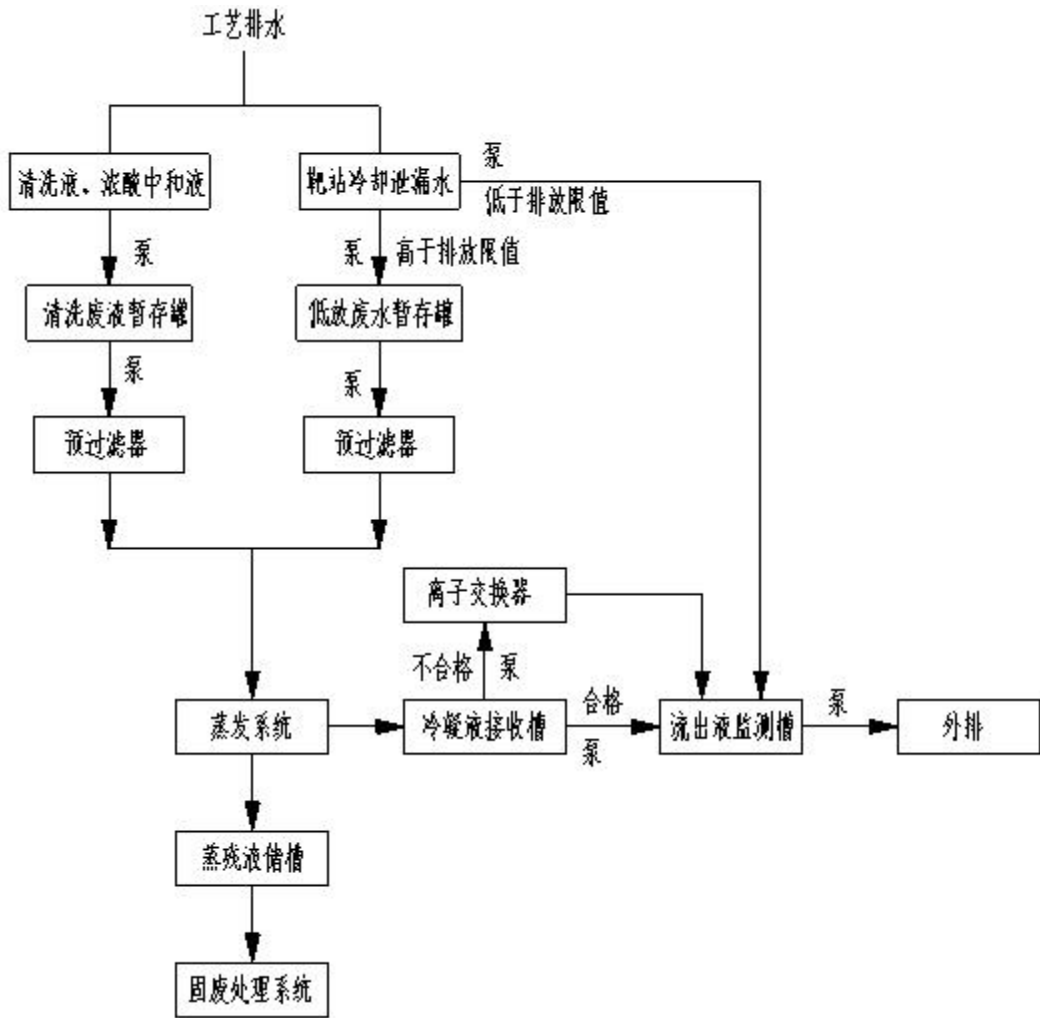 工艺排水
清洗液、浓酸中和液
靶站冷却泄漏水
泵
低于排放限值
泵
泵
高于排放限值
清洗废液暂存罐
低放废水暂存罐
泵
泵
预过滤器
预过滤器
离子交换器
不合格
泵
蒸发系统
冷凝液接收槽
合格
泵
流出液监测槽
泵
外排
蒸残液储槽
固废处理系统